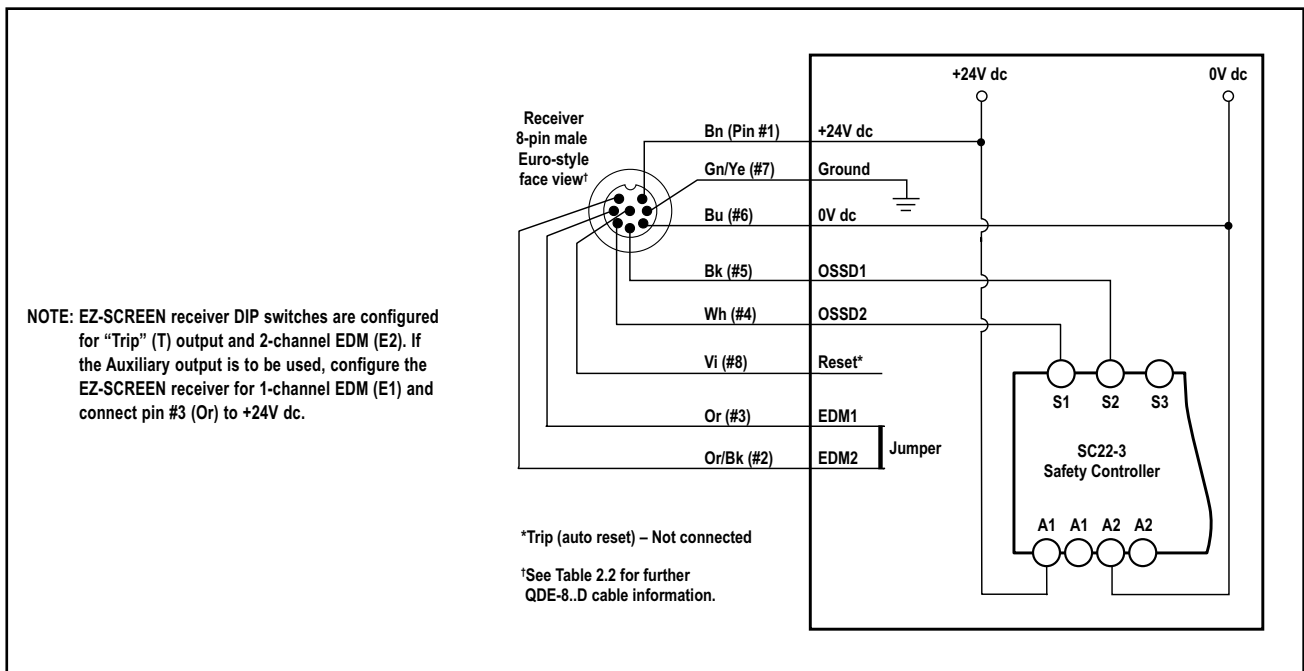 +24V dc
0V dc
Receiver
8-pin male
Euro-style
face view†
Bn (Pin #1)
+24V dc
Gn/Ye (#7)
Ground
Bu (#6)
0V dc
Bk (#5)
OSSD1
Wh (#4)
OSSD2
Vi (#8)
Reset*
Or (#3)
EDM1
Or/Bk (#2)
EDM2
Jumper
NOTE: EZ-SCREEN receiver DIP switches are configured
for “Trip” (T) output and 2-channel EDM (E2). If
the Auxiliary output is to be used, configure the
EZ-SCREEN receiver for 1-channel EDM (E1) and
connect pin #3 (Or) to +24V dc.
S1
S2
S3
SC22-3
Safety Controller
A1
A1
A2
A2
*Trip (auto reset) – Not connected
†See Table 2.2 for further
QDE-8..D cable information.